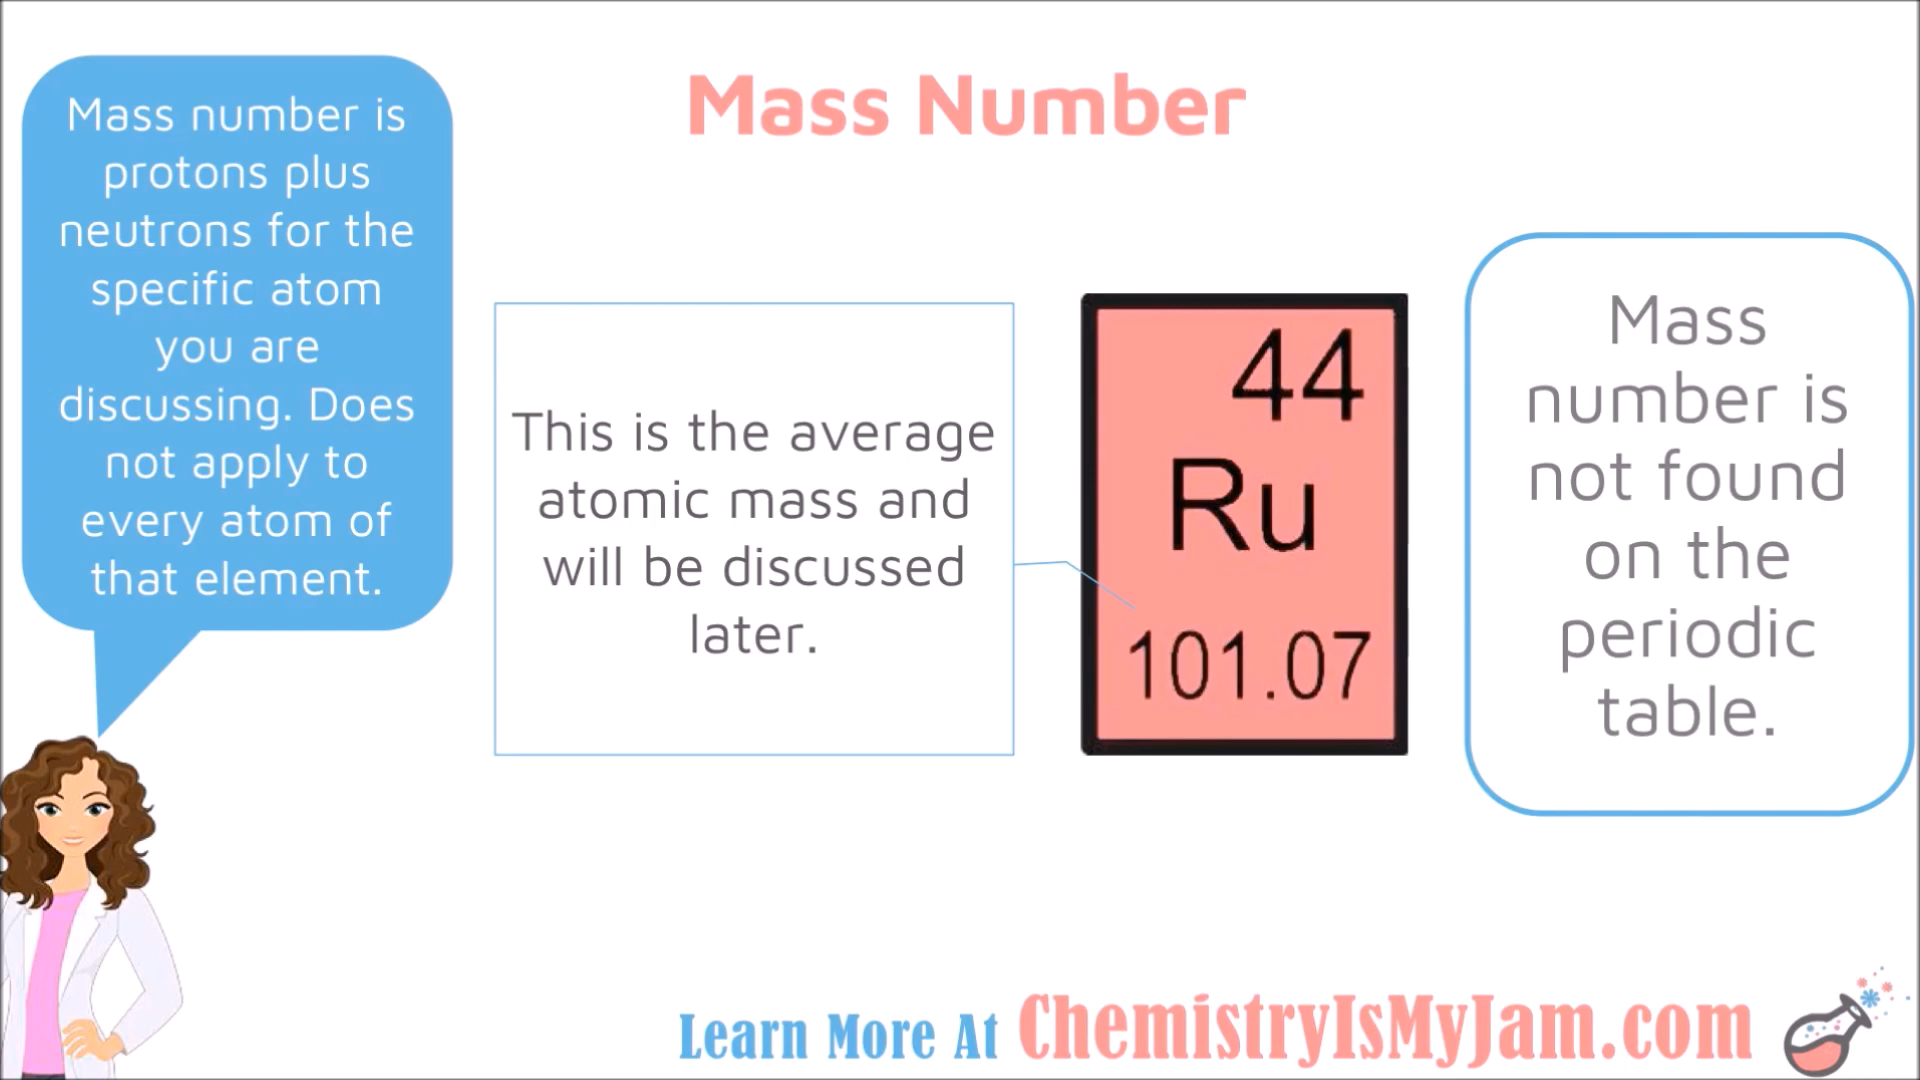 Mass Number
Mass number is
protons plus
neutrons for the
specific atom
you are
discussing. Does
not apply to
every atom of
that element.
This is the average
atomic mass and
will be discussed
later.
44
Ru
101.07
Mass
number is
not found
on the
periodic
table.
Learn More At ChemistryIsMyJam.com